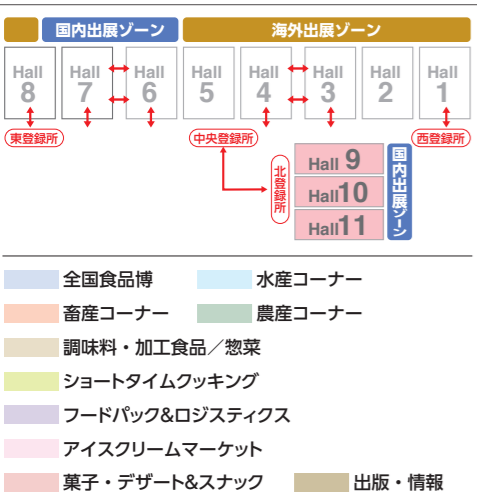 国内出展ゾーン 海外出展ゾーン
Hall 8 Hall 7 Hall 6 Hall 5 Hall 4 Hall 3 Hall 2 Hall 1
東登録所 中央登録所 西登録所
北登録所
Hall 9
Hall10
Hall11
国内出展ゾーン
全国食品博 水産コーナー
畜産コーナー 農産コーナー
調味料・加工食品／惣菜
ショートタイムクッキング
フードパック&ロジスティクス
アイスクリームマーケット
菓子・デザート&スナック 出版・情報